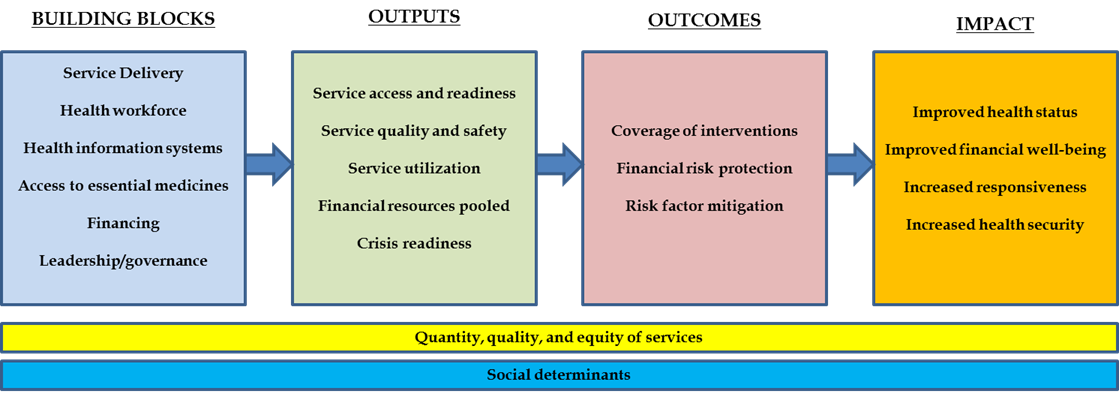 BUILDING BLOCKS
Service Delivery
Health workforce
Health information systems
Access to essential medicines
Financing
Leadership/governance
OUTPUTS
Service access and readiness
Service quality and safety
Service utilization
Financial resources pooled
Crisis readiness
OUTCOMES
Coverage of interventions
Financial risk protection
Risk factor mitigation
IMPACT
Improved health status
Improved financial well-being
Increased responsiveness
Increased health security
Quantity, quality, and equity of services
Social determinants